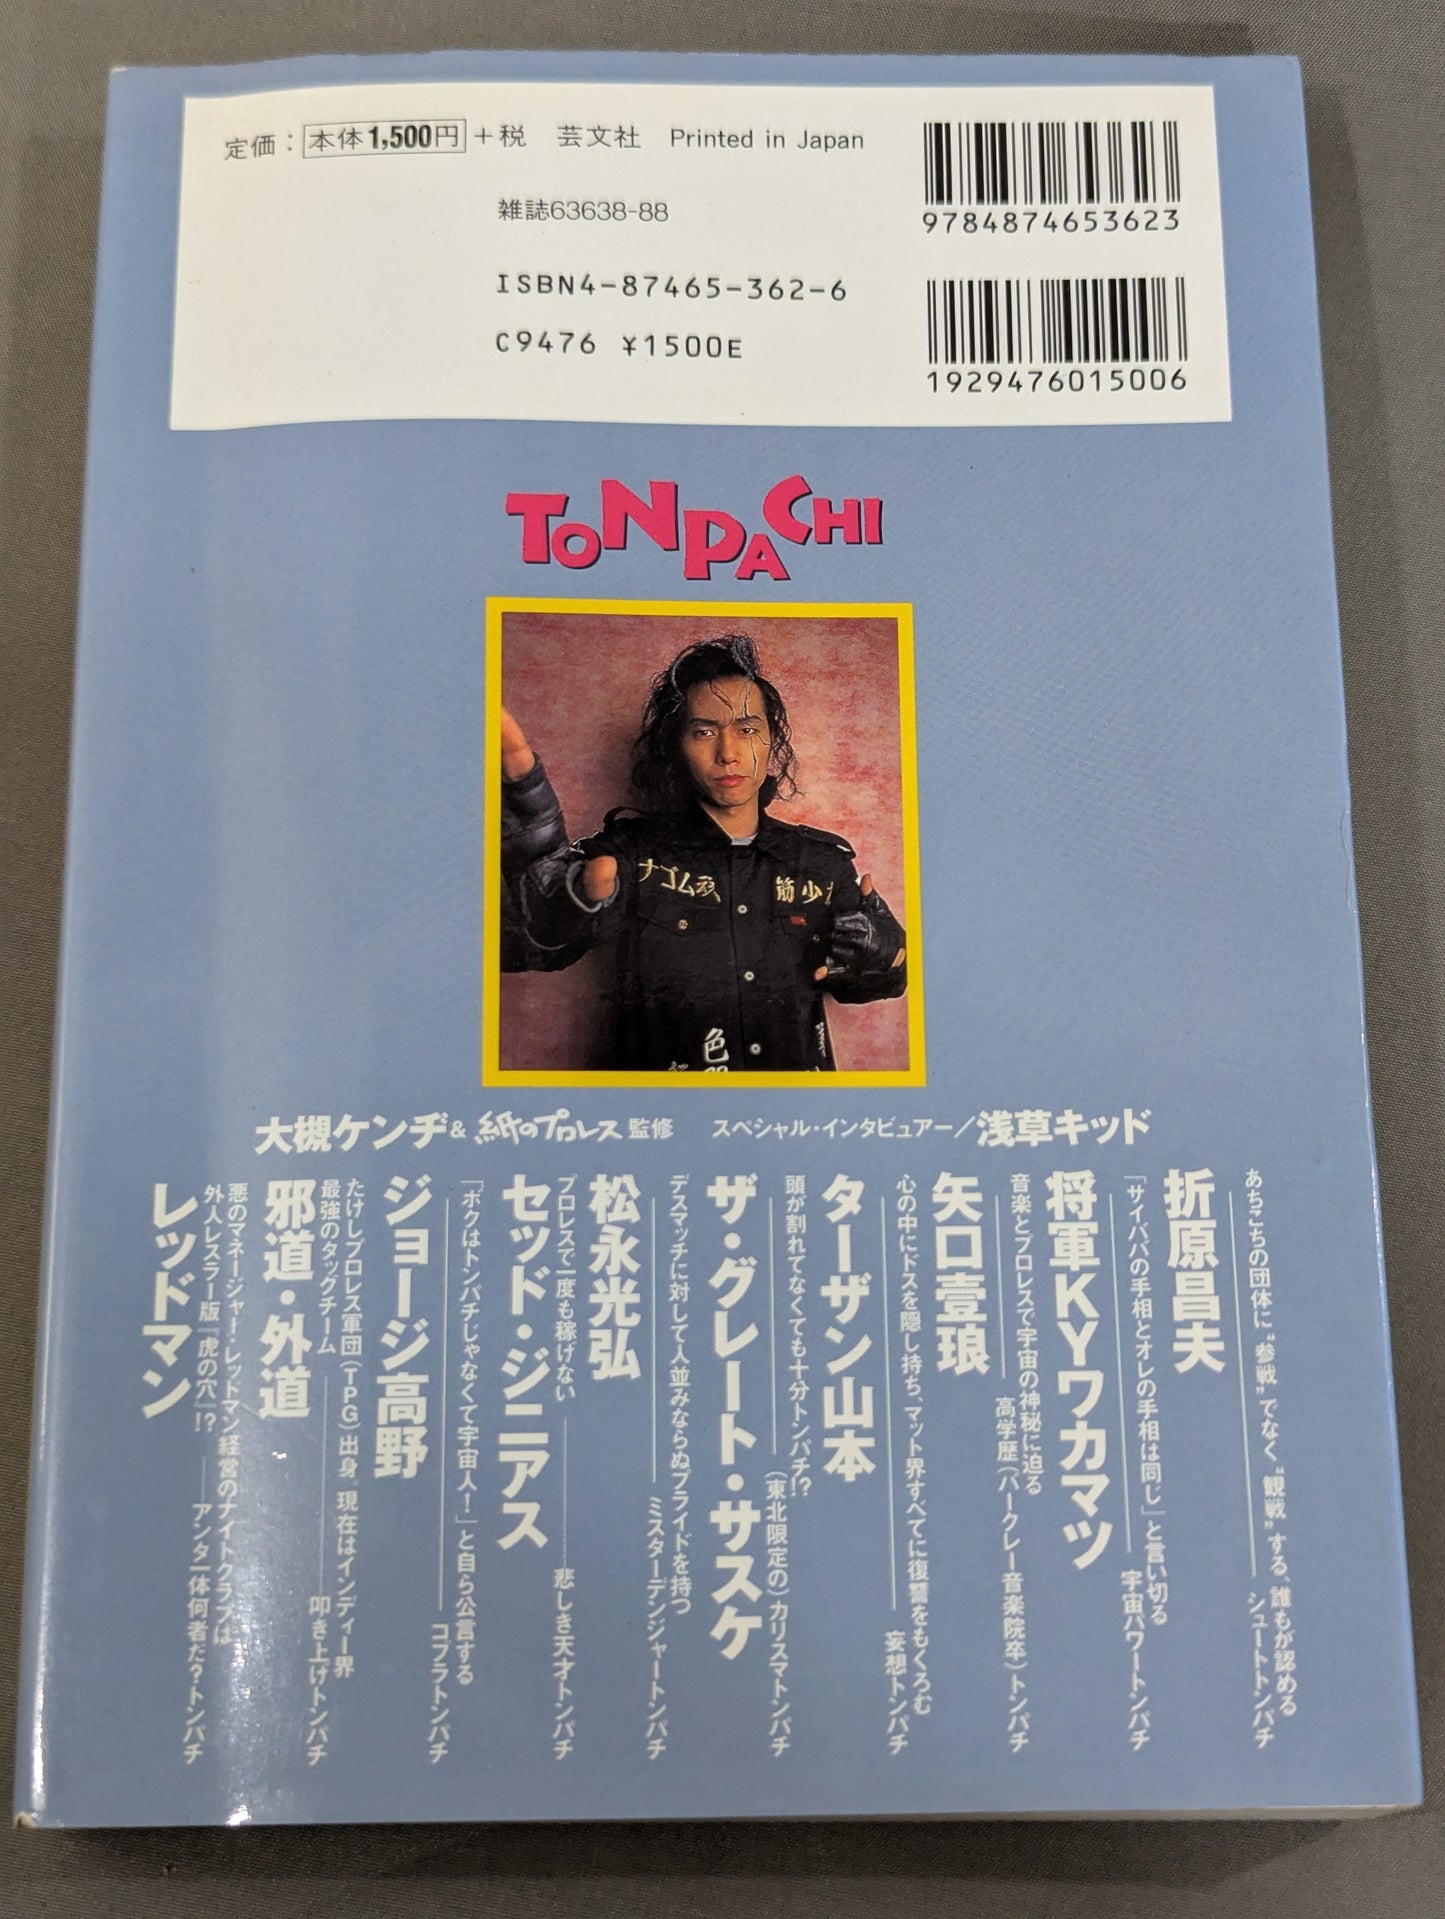 定価：本体1,500円＋税　芸文社　Printed in Japan
雑誌63638-88
ISBN4-87465-362-6
C9476 ¥1500E
9784874653623
1929476015006
TONPACHI
ナゴム衆
筋少
色
大槻ケンヂ&紙のプロレス監修　スペシャル・インタビュアー／浅草キッド
あちこちの団体に“参戦”でなく“観戦”する、誰もが認める
シュートトンパチ
折原昌夫
「サイババの手相とオレの手相は同じ」と言い切る
宇宙パワートンパチ
将軍KYワカマツ
音楽とプロレスで宇宙の神秘に迫る
高学歴（バークレー音楽院卒）トンパチ
矢口壹琅
心の中にドスを隠し持ち、マット界すべてに復讐をもくろむ
妄想トンパチ
ターザン山本
頭が割れてなくても十分トンパチ!?
（東北限定の）カリスマトンパチ
ザ・グレート・サスケ
デスマッチに対して人並みならぬプライドを持つ
ミスターデンジャートンパチ
松永光弘
プロレスで一度も稼げない
悲しき天才トンパチ
セッド・ジニアス
「ボクはトンパチじゃなくて宇宙人！」と自ら公言する
コブラトンパチ
ジョージ高野
たけしプロレス軍団（TPG）出身、現在はインディー界
最強のタッグチーム
叩き上げトンパチ
邪道・外道
悪のマネージャー・レッドマン経営のナイトクラブは
外人レスラー版「虎の穴」!?
アンタ一体何者だ？トンパチ
レッドマン